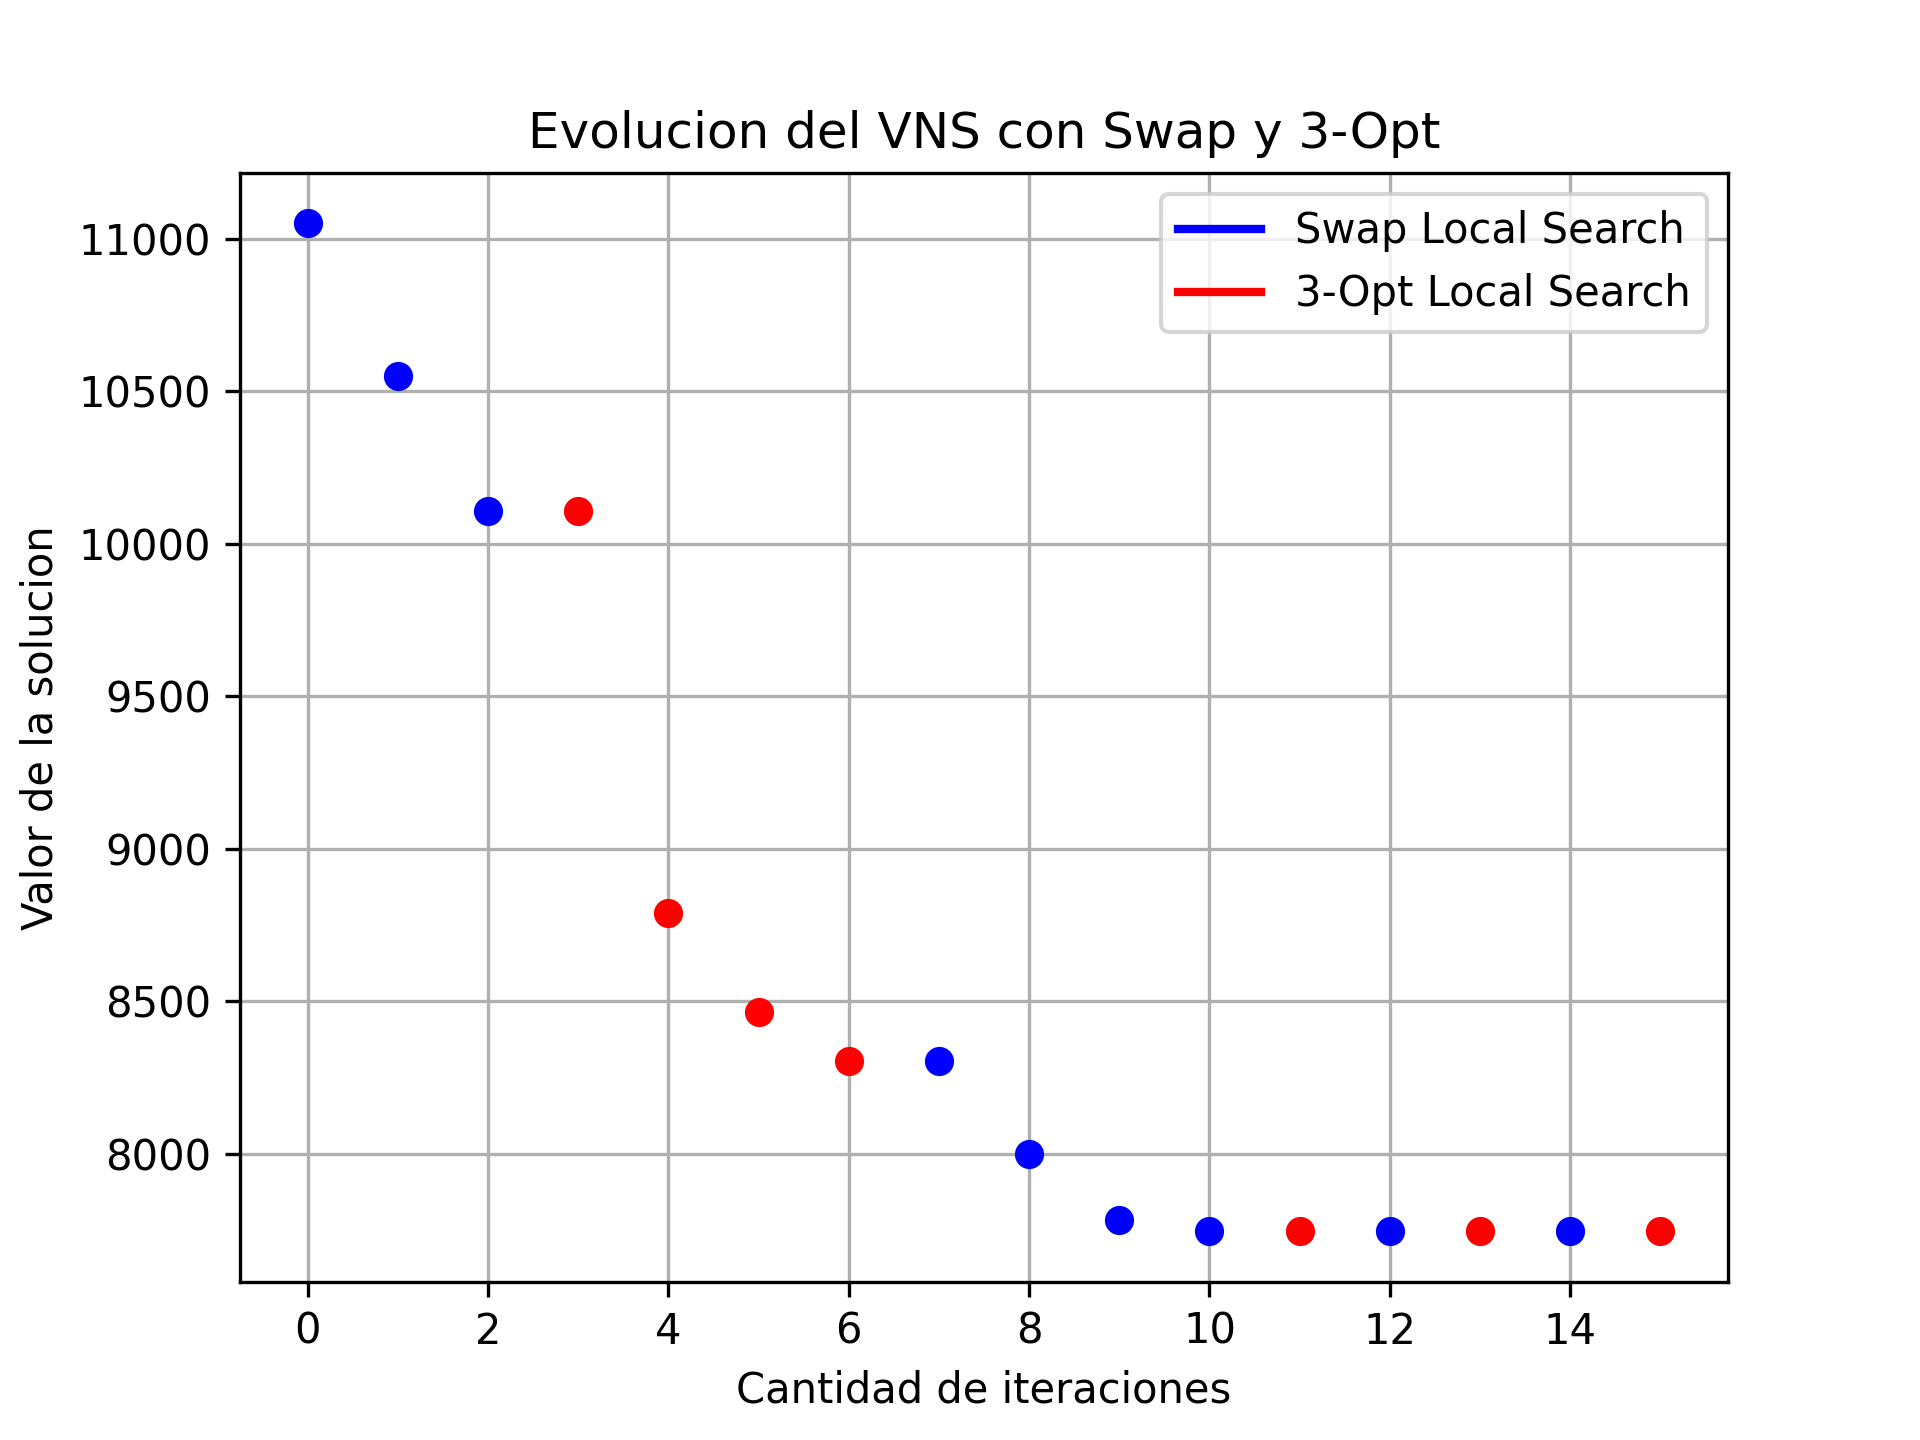 Evolucion del VNS con Swap y 3-Opt
Swap Local Search
3-Opt Local Search
Valor de la solucion
11000
10500
10000
9500
9000
8500
8000
0 2 4 6 8 10 12 14
Cantidad de iteraciones